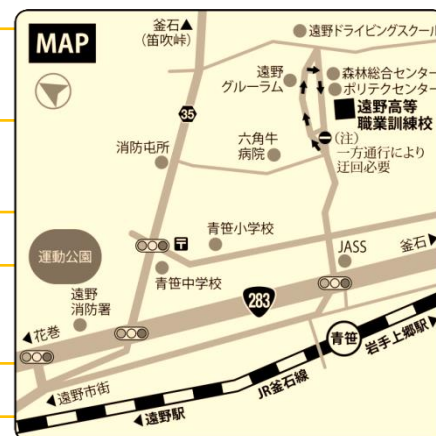 MAP
釜石▲
(笛吹峠)
遠野ドライビングスクール
遠野
グルーラム
森林総合センター
ポリテクセンター
遠野高等
職業訓練校
(注)
一方通行により
迂回必要
35
消防屯所
六角牛
病院
青笹小学校
〒
運動公園
青笹中学校
JASS
釜石▶
遠野
消防署
283
◀花巻
青笹
岩手上郷駅▶
◀遠野市街
JR釜石線
◀遠野駅